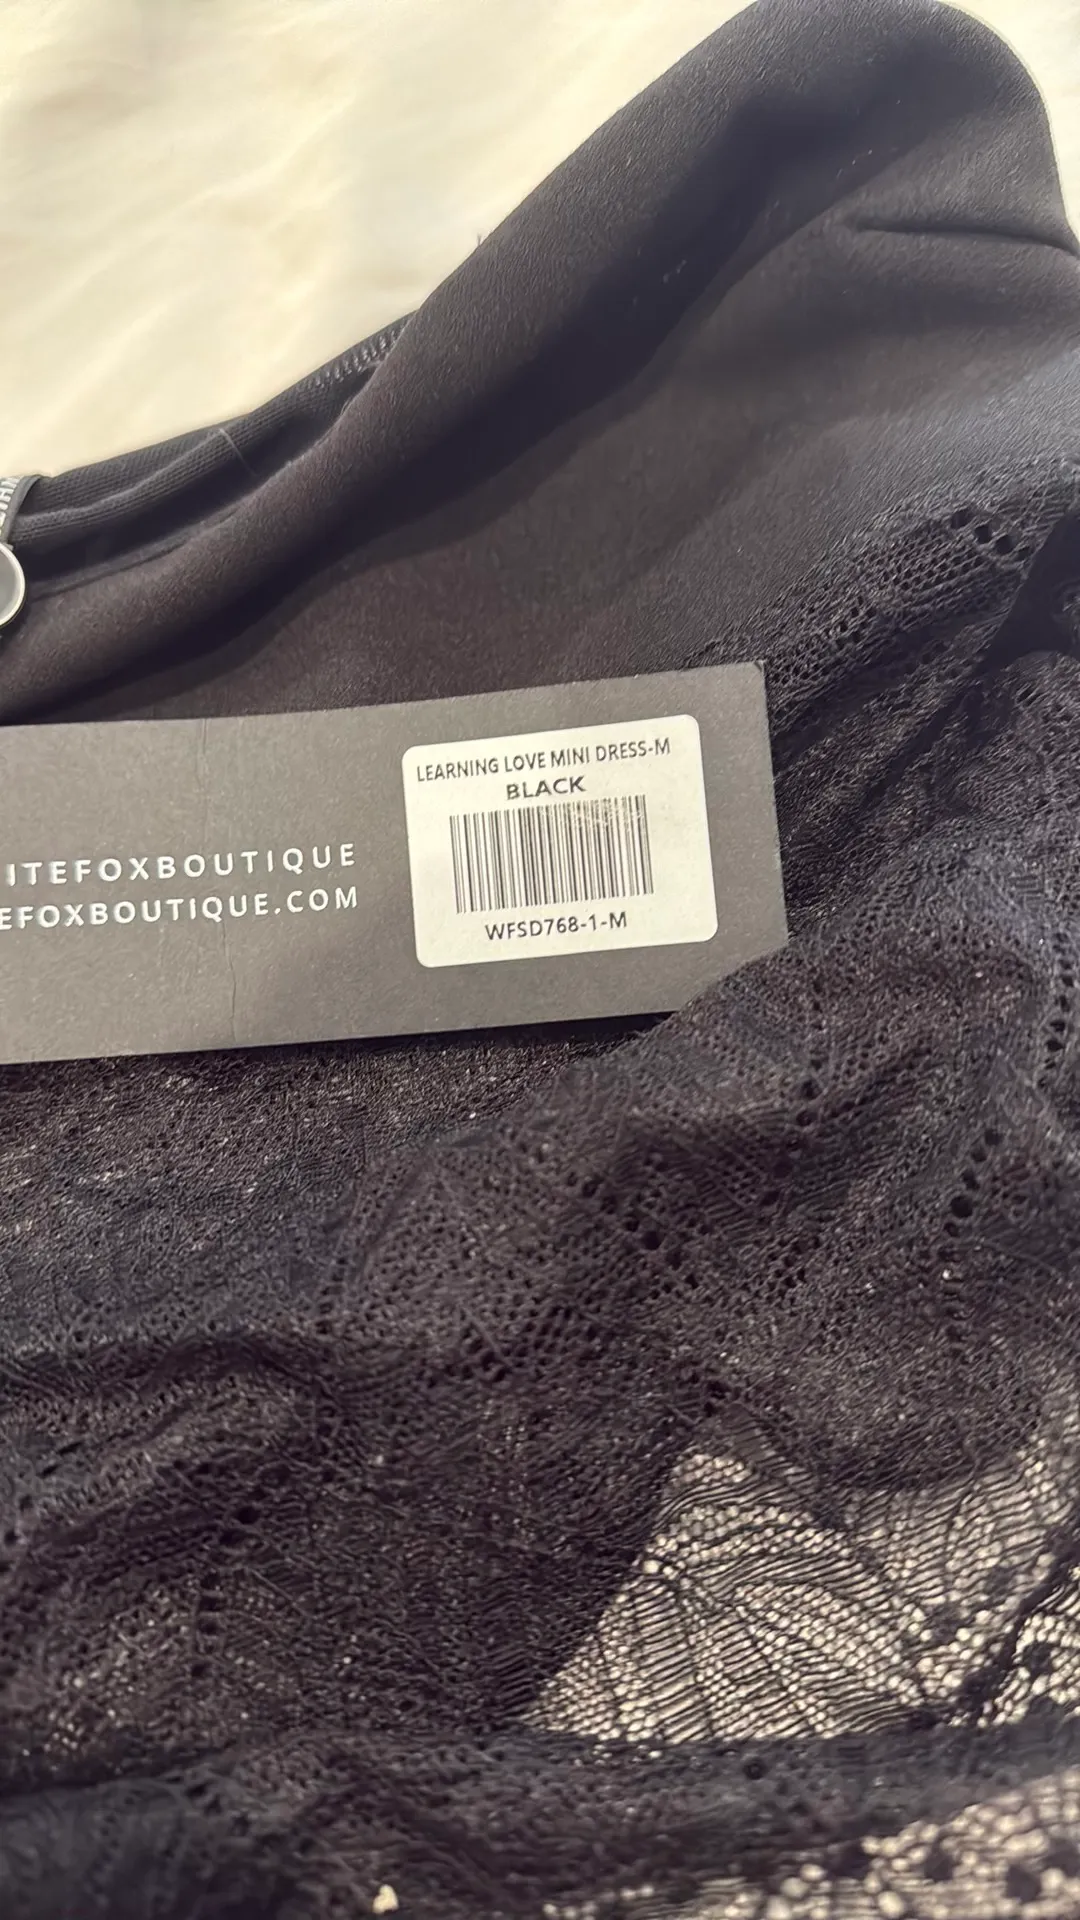 LEARNING LOVE MINI DRESS-M
BLACK
ITEFOXBOUTIQUE
EFOXBOUTIQUE.COM
WFSD768-1-M